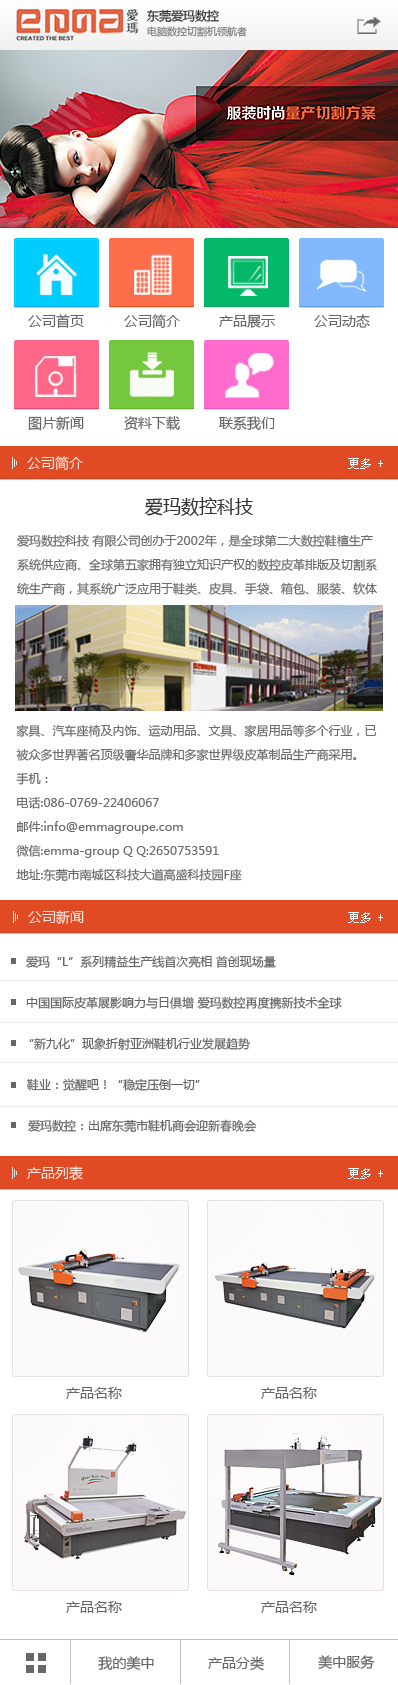 emma
愛瑪
CREATED THE BEST
东莞爱玛数控
电脑数控切割机领航者
服装时尚量产切割方案
公司首页 公司简介 产品展示 公司动态
图片新闻 资料下载 联系我们
公司简介 更多 +
爱玛数控科技
爱玛数控科技 有限公司创办于2002年，是全球第二大数控鞋楦生产
系统供应商、全球第五家拥有独立知识产权的数控皮革排版及切割系
统生产商，其系统广泛应用于鞋类、皮具、手袋、箱包、服装、软体
家具、汽车座椅及内饰、运动用品、文具、家居用品等多个行业，已
被众多世界著名顶级奢华品牌和多家世界级皮革制品生产商采用。
手机：
电话:086-0769-22406067
邮件:info@emmagroupe.com
微信:emma-group Q Q:2650753591
地址:东莞市南城区科技大道高盛科技园F座
公司新闻 更多 +
爱玛“L”系列精益生产线首次亮相 首创现场量
中国国际皮革展影响力与日俱增 爱玛数控再度携新技术全球
“新九化”现象折射亚洲鞋机行业发展趋势
鞋业：觉醒吧！“稳定压倒一切”
爱玛数控：出席东莞市鞋机商会迎新春晚会
产品列表 更多 +
产品名称 产品名称
产品名称 产品名称
我的美中 产品分类 美中服务